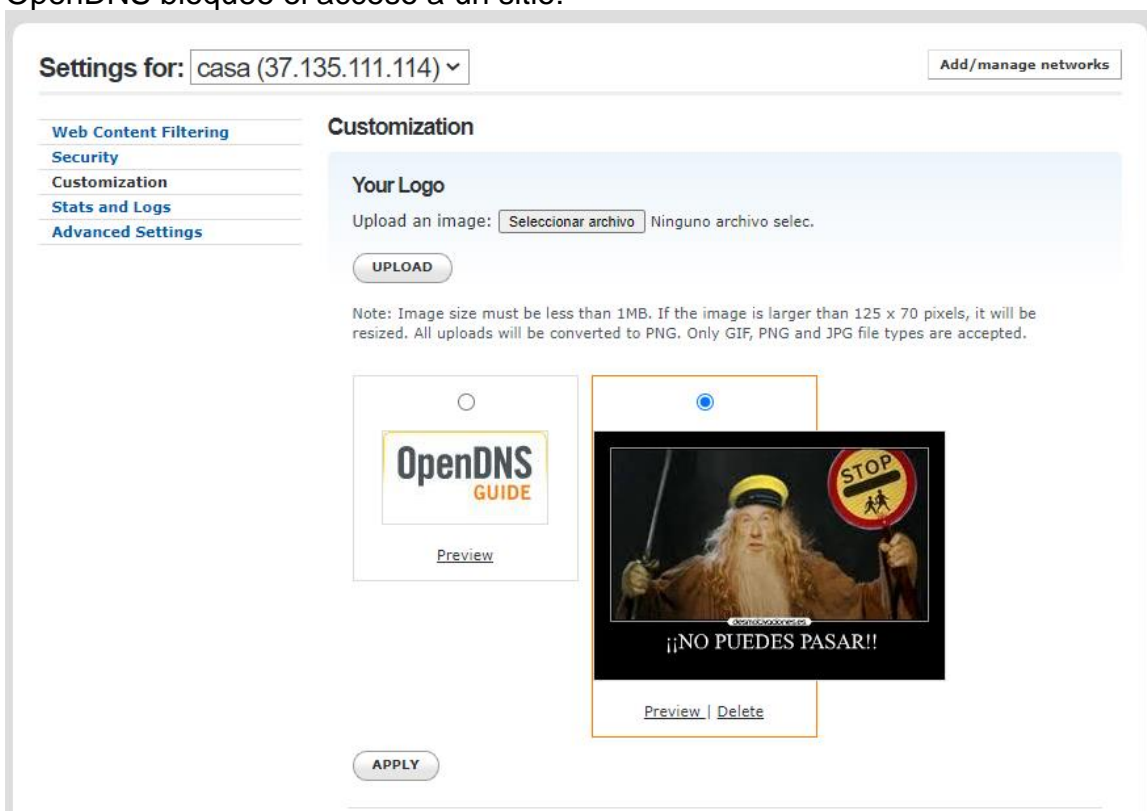 OpenDNS bloquee el acceso a un sitio.
Settings for: casa (37.135.111.114)
Add/manage networks
Web Content Filtering
Security
Customization
Stats and Logs
Advanced Settings
Customization
Your Logo
Upload an image: Seleccionar archivo Ninguno archivo selec.
UPLOAD
Note: Image size must be less than 1MB. If the image is larger than 125 x 70 pixels, it will be
resized. All uploads will be converted to PNG. Only GIF, PNG and JPG file types are accepted.
OpenDNS
GUIDE
Preview
STOP
desmotivaciones.es
¡¡NO PUEDES PASAR!!
Preview | Delete
APPLY